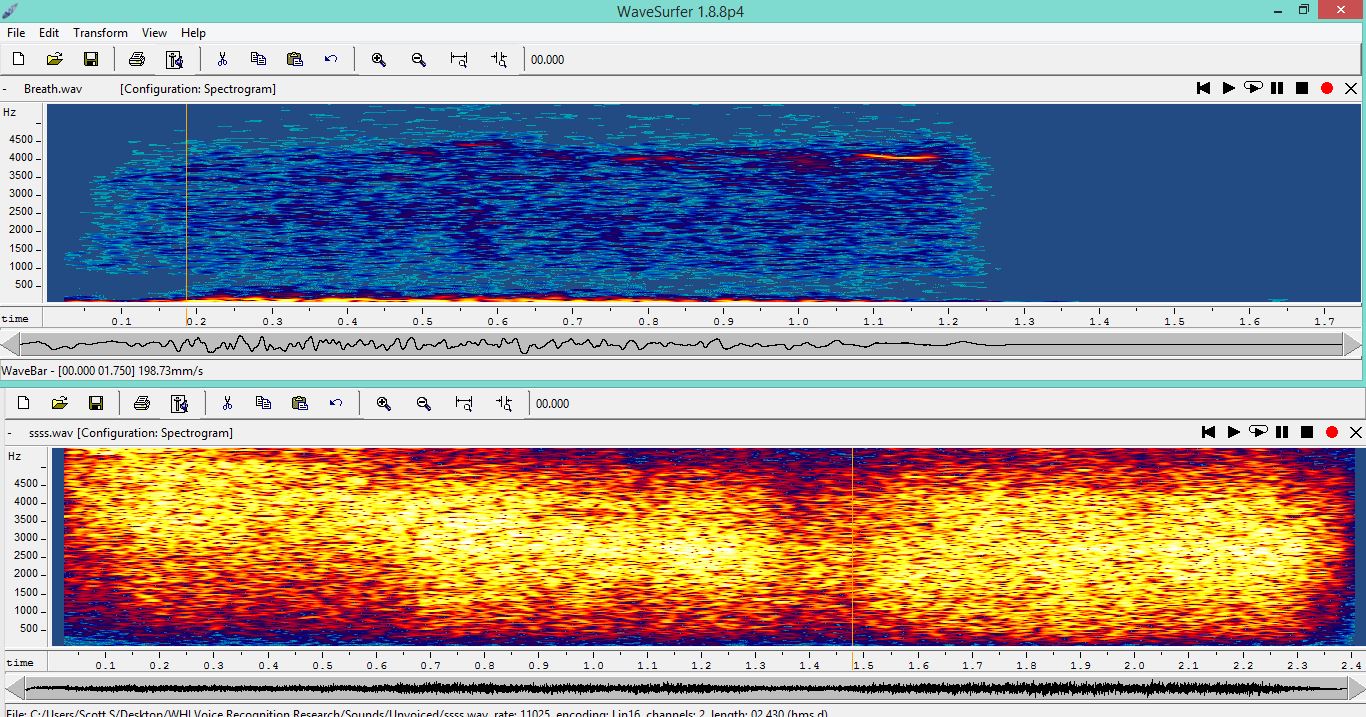 WaveSurfer 1.8.8p4
File Edit Transform View Help
00.000
- Breath.wav [Configuration: Spectrogram]
Hz
4500
4000
3500
3000
2500
2000
1500
1000
500
time 0.1 0.2 0.3 0.4 0.5 0.6 0.7 0.8 0.9 1.0 1.1 1.2 1.3 1.4 1.5 1.6 1.7
WaveBar - [00.000 01.750] 198.73mm/s
00.000
- ssss.wav [Configuration: Spectrogram]
Hz
4500
4000
3500
3000
2500
2000
1500
1000
500
time 0.1 0.2 0.3 0.4 0.5 0.6 0.7 0.8 0.9 1.0 1.1 1.2 1.3 1.4 1.5 1.6 1.7 1.8 1.9 2.0 2.1 2.2 2.3 2.4
File: C:/Users/Scott S/Desktop/WHI Voice Recognition Research/Sounds/Unvoiced/ssss.wav rate: 11025 encoding: Lin16 channels: 2 length: 02.430 (hms.d)